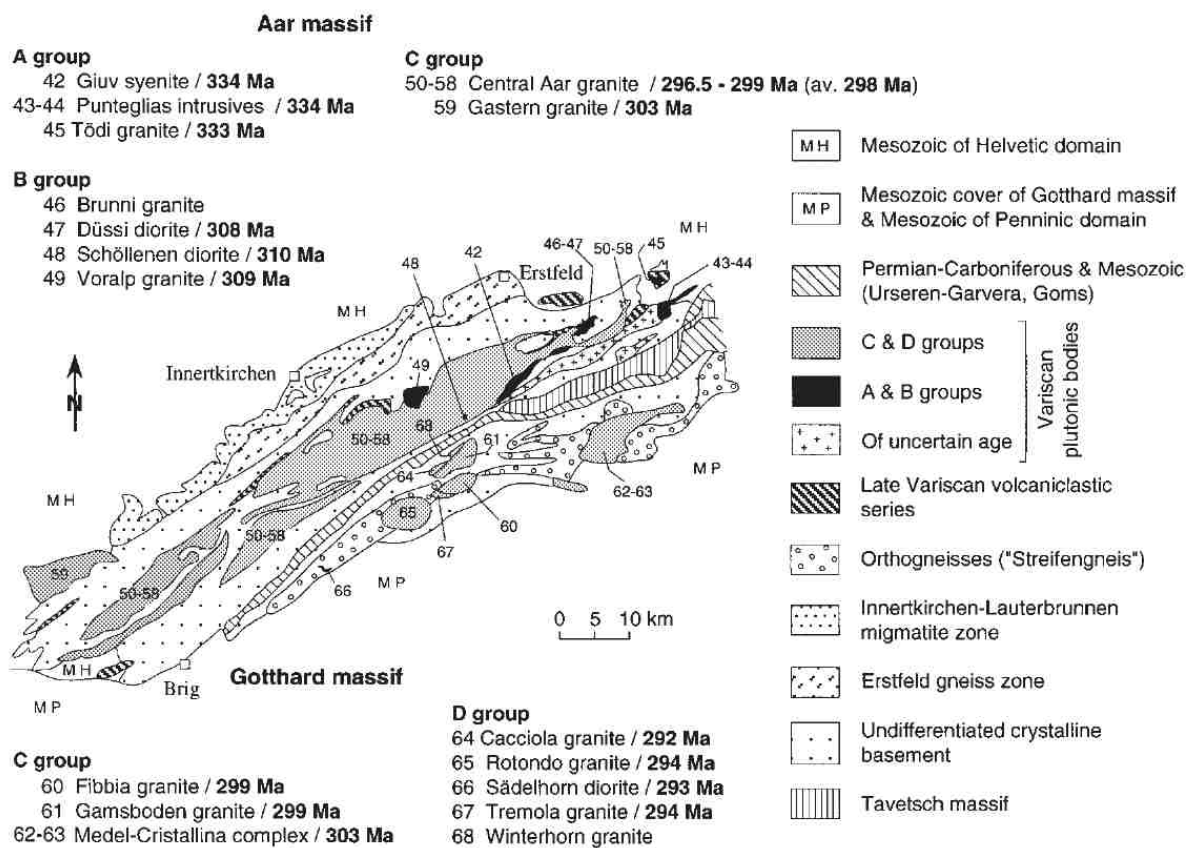 Aar massif
A group
42 Giuv syenite / 334 Ma
43-44 Punteglias intrusives / 334 Ma
45 Tödi granite / 333 Ma
C group
50-58 Central Aar granite / 296.5 - 299 Ma (av. 298 Ma)
59 Gastern granite / 303 Ma
B group
46 Brunni granite
47 Düssi diorite / 308 Ma
48 Schöllenen diorite / 310 Ma
49 Voralp granite / 309 Ma
M H Mesozoic of Helvetic domain
M P Mesozoic cover of Gotthard massif
& Mesozoic of Penninic domain
Permian-Carboniferous & Mesozoic
(Urseren-Garvera, Goms)
C & D groups
A & B groups
Of uncertain age
Variscan
plutonic bodies
Late Variscan volcaniclastic
series
Orthogneisses ("Streifengneis")
Innertkirchen-Lauterbrunnen
migmatite zone
Erstfeld gneiss zone
Undifferentiated crystalline
basement
Tavetsch massif
M H
46-47
50-58
45
42
Erstfeld
43-44
48
M H
Innertkirchen
49
N
68
50-58
61
64
M P
62-63
M H
65
60
50-58
67
59
66
M P
50-58
0 5 10 km
M H
Brig
M P
Gotthard massif
C group
60 Fibbia granite / 299 Ma
61 Gamsboden granite / 299 Ma
62-63 Medel-Cristallina complex / 303 Ma
D group
64 Cacciola granite / 292 Ma
65 Rotondo granite / 294 Ma
66 Sädelhorn diorite / 293 Ma
67 Tremola granite / 294 Ma
68 Winterhorn granite